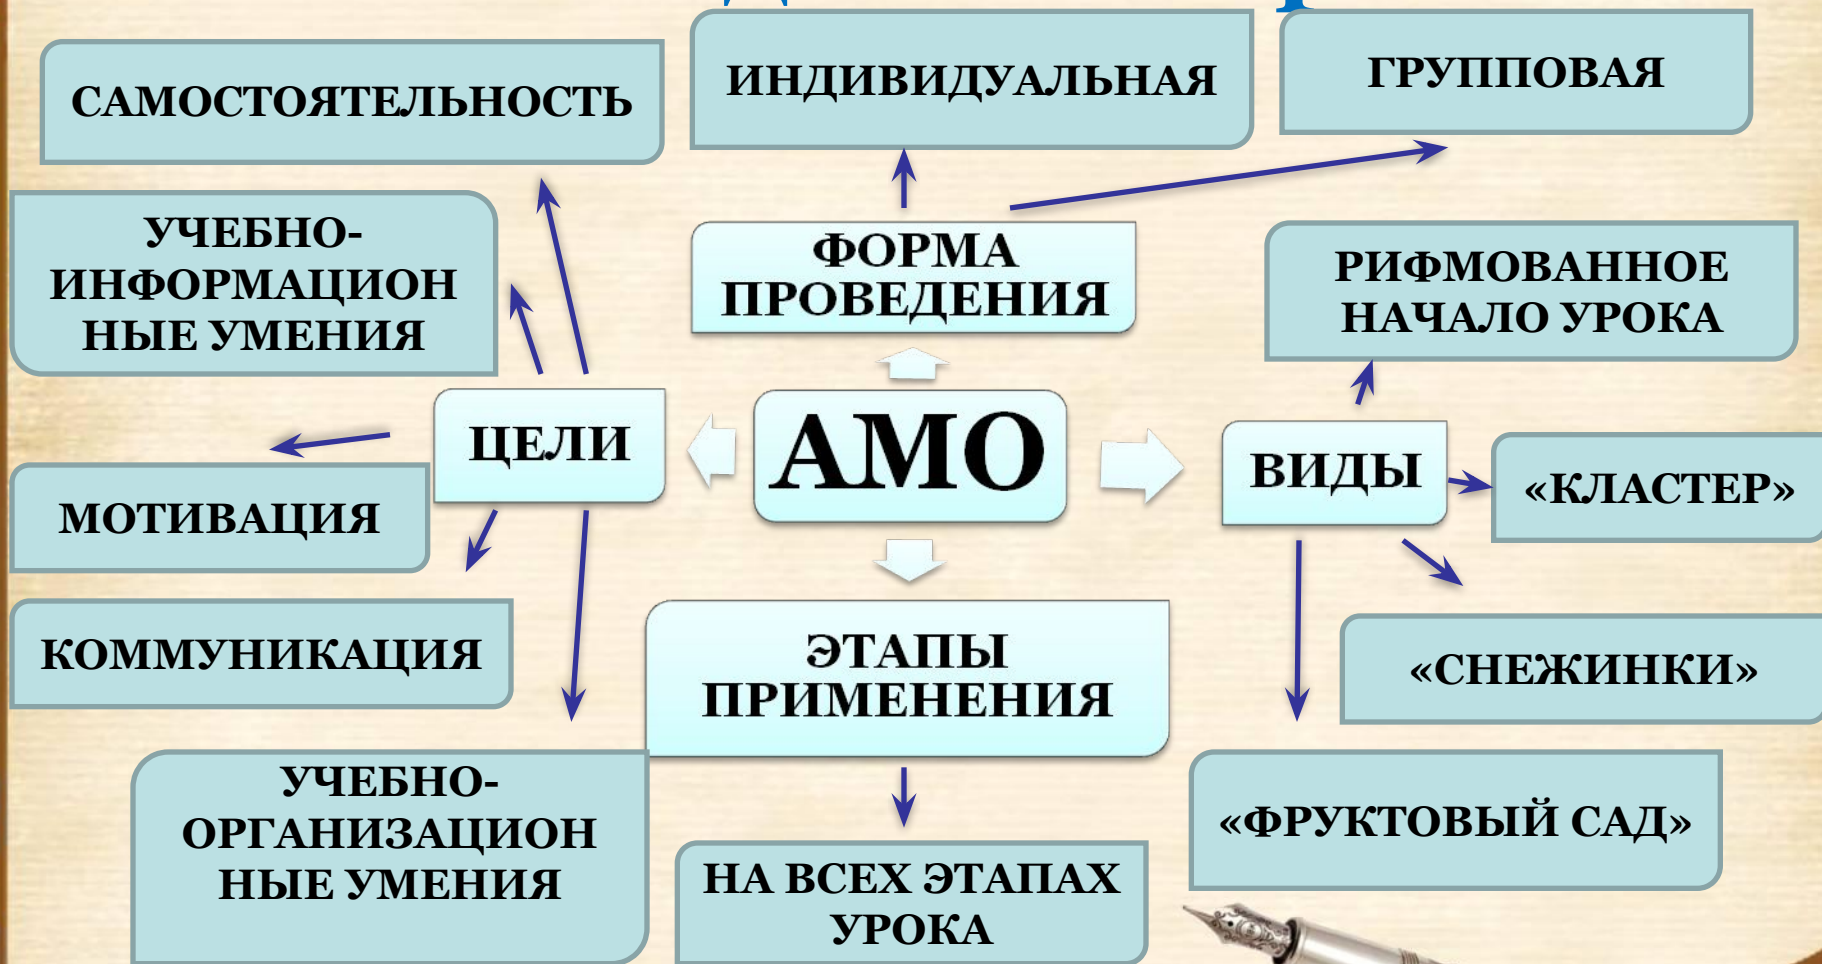 САМОСТОЯТЕЛЬНОСТЬ
ИНДИВИДУАЛЬНАЯ
ГРУППОВАЯ
УЧЕБНО-
ИНФОРМАЦИОН
НЫЕ УМЕНИЯ
ФОРМА
ПРОВЕДЕНИЯ
РИФМОВАННОЕ
НАЧАЛО УРОКА
ЦЕЛИ
АМО
ВИДЫ
«КЛАСТЕР»
МОТИВАЦИЯ
КОММУНИКАЦИЯ
ЭТАПЫ
ПРИМЕНЕНИЯ
«СНЕЖИНКИ»
УЧЕБНО-
ОРГАНИЗАЦИОН
НЫЕ УМЕНИЯ
«ФРУКТОВЫЙ САД»
НА ВСЕХ ЭТАПАХ
УРОКА